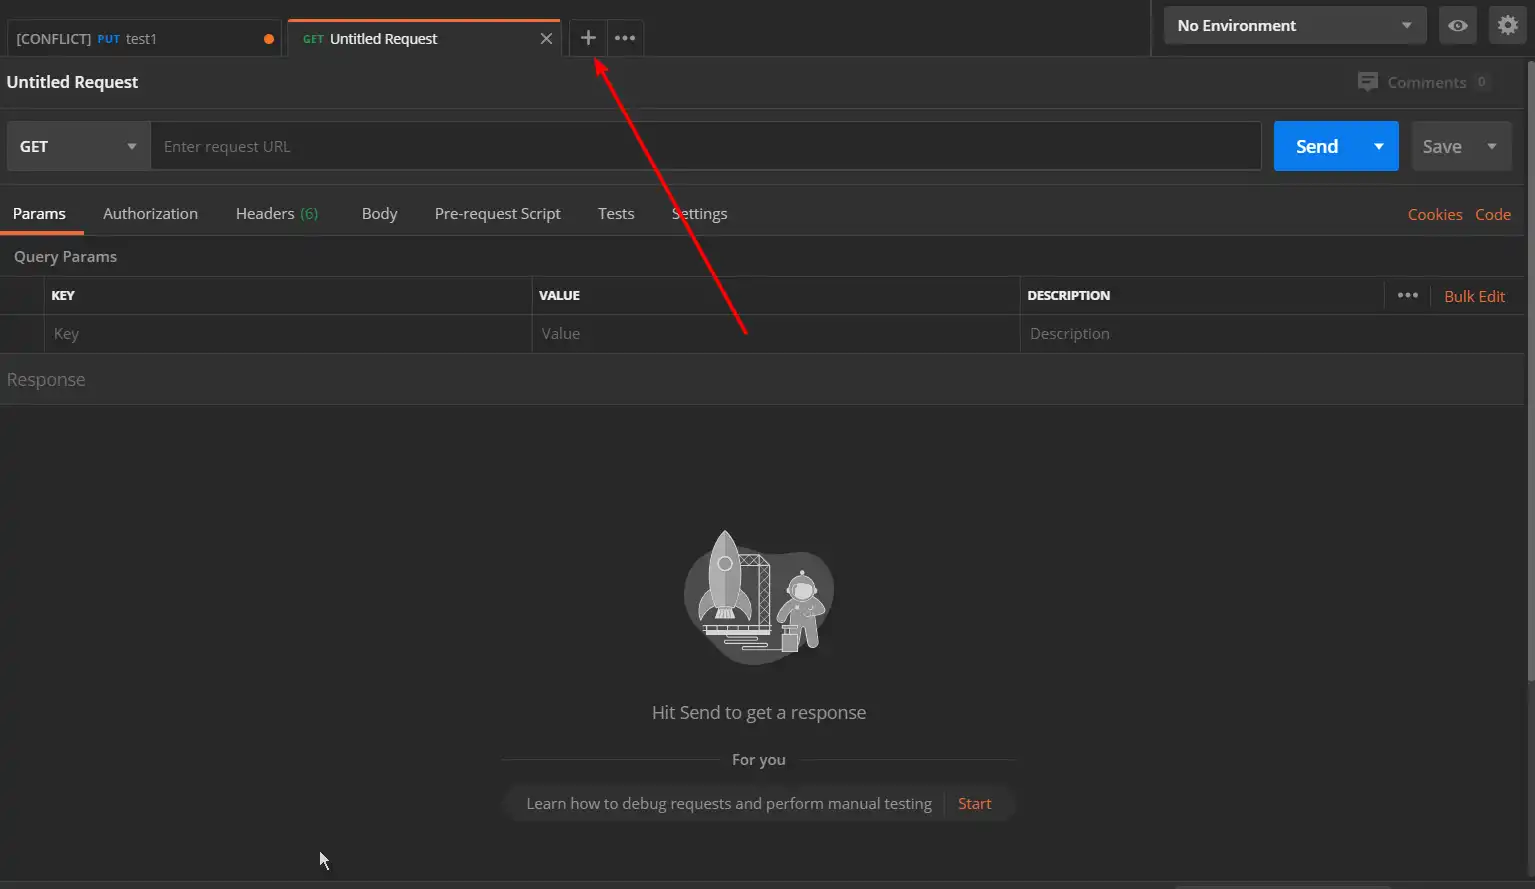 [CONFLICT] PUT test1 GET Untitled Request No Environment
Untitled Request Comments 0
GET Enter request URL Send Save
Params Authorization Headers (6) Body Pre-request Script Tests Settings Cookies Code
Query Params
KEY VALUE DESCRIPTION Bulk Edit
Key Value Description
Response
Hit Send to get a response
For you
Learn how to debug requests and perform manual testing Start